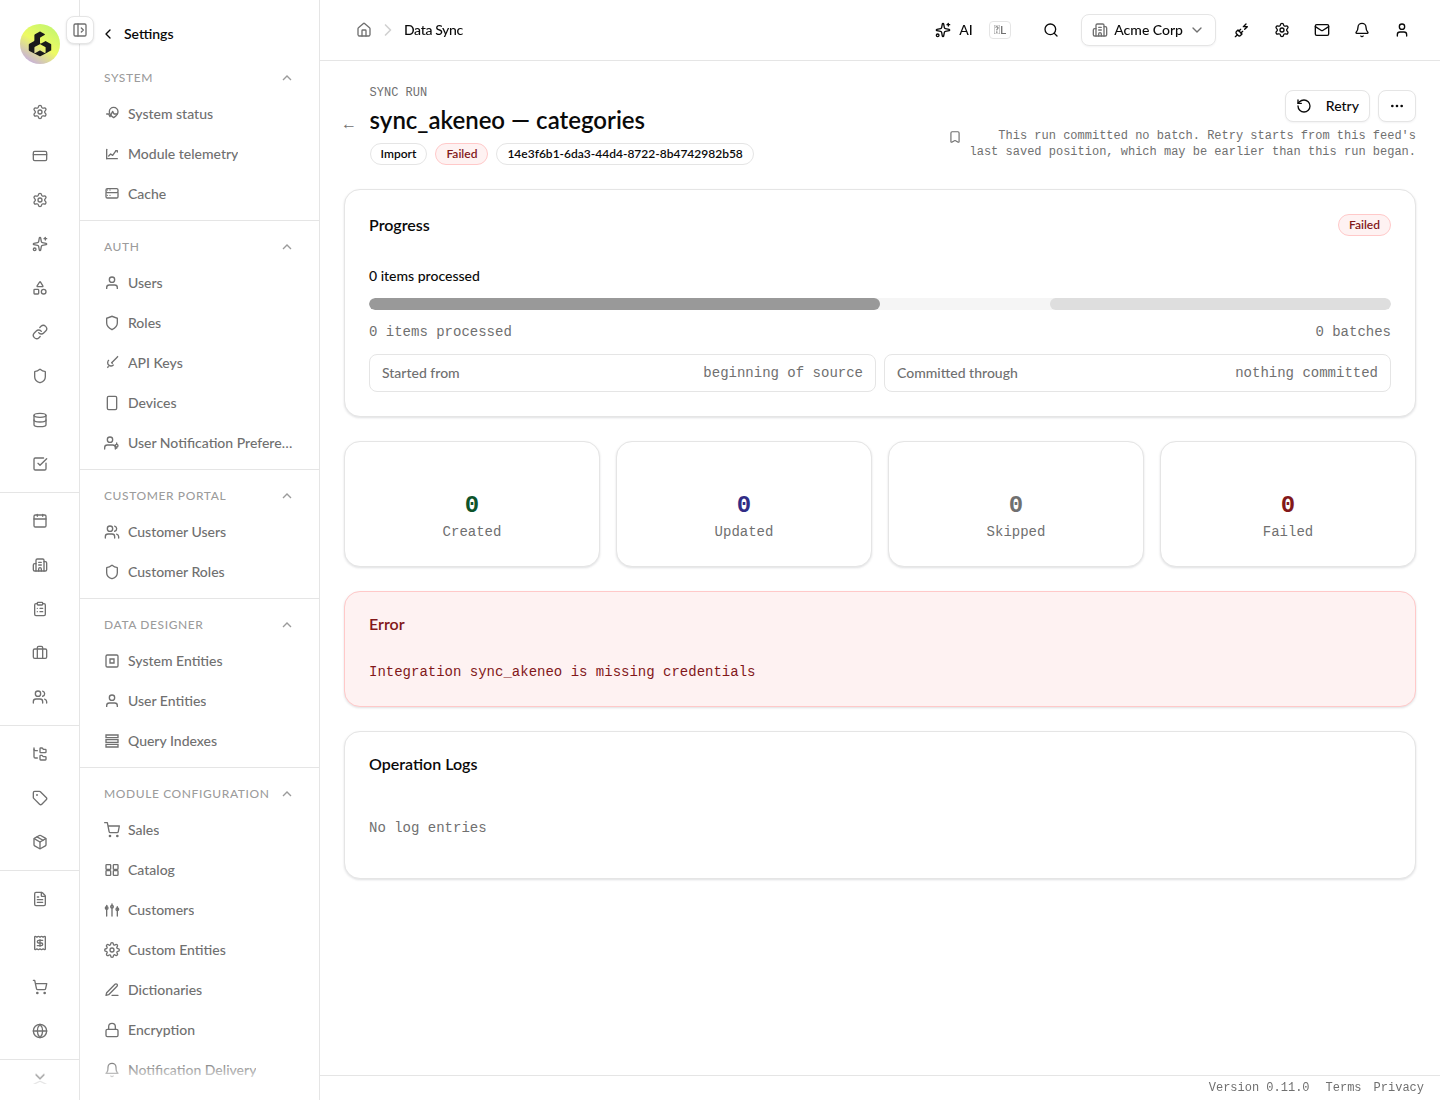 Settings
SYSTEM
System status
Module telemetry
Cache
AUTH
Users
Roles
API Keys
Devices
User Notification Prefere...
CUSTOMER PORTAL
Customer Users
Customer Roles
DATA DESIGNER
System Entities
User Entities
Query Indexes
MODULE CONFIGURATION
Sales
Catalog
Customers
Custom Entities
Dictionaries
Encryption
Notification Delivery
Data Sync
AI
L
Acme Corp
SYNC RUN
← sync_akeneo — categories
Import Failed 14e3f6b1-6da3-44d4-8722-8b4742982b58
Retry ...
This run committed no batch. Retry starts from this feed's
last saved position, which may be earlier than this run began.
Progress Failed
0 items processed
0 items processed 0 batches
Started from beginning of source Committed through nothing committed
0 0 0 0
Created Updated Skipped Failed
Error
Integration sync_akeneo is missing credentials
Operation Logs
No log entries
Version 0.11.0 Terms Privacy